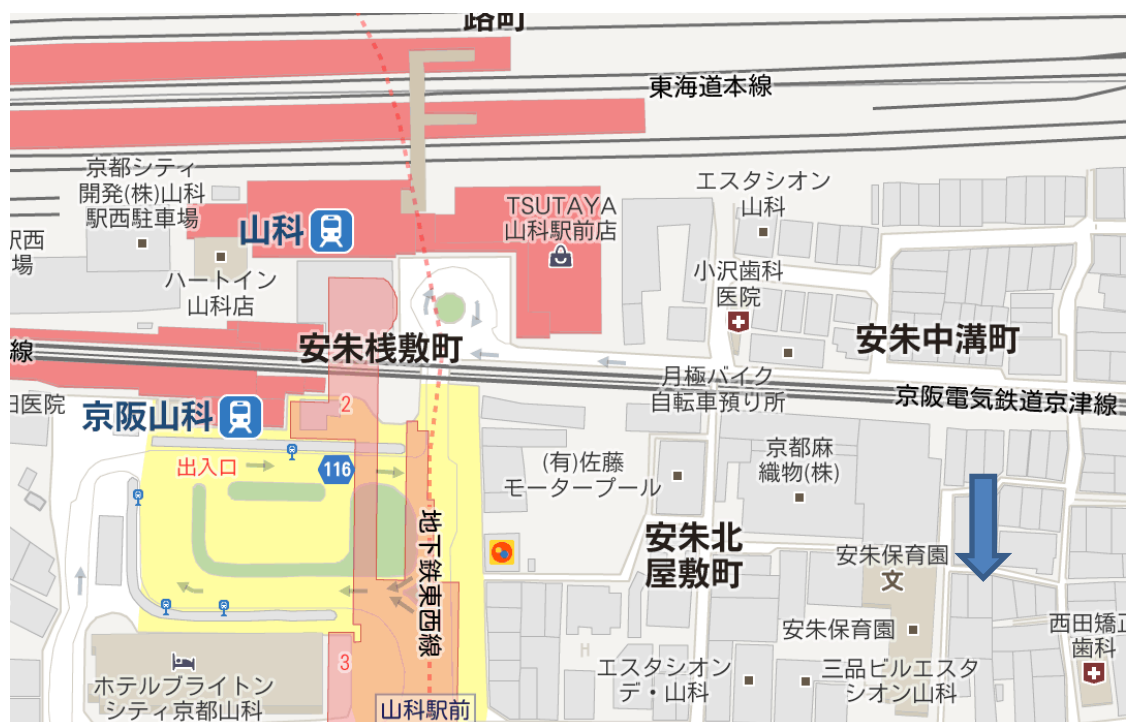 路町
東海道本線
京都シティ
開発(株)山科
駅西駐車場
エスタシオン
山科
TSUTAYA
山科駅前店
山科
駅西
場
ハートイン
山科店
小沢歯科
医院
安朱桟敷町
安朱中溝町
線
月極バイク
自転車預り所
京阪電気鉄道京津線
田医院
京阪山科
2
出入口
116
(有)佐藤
モータープール
京都麻
織物(株)
地下鉄東西線
安朱北
屋敷町
安朱保育園
文
安朱保育園
西田矯正
歯科
3
H
エスタシオン
デ・山科
三品ビルエスタ
シオン山科
ホテルブライトン
シティ京都山科
山科駅前